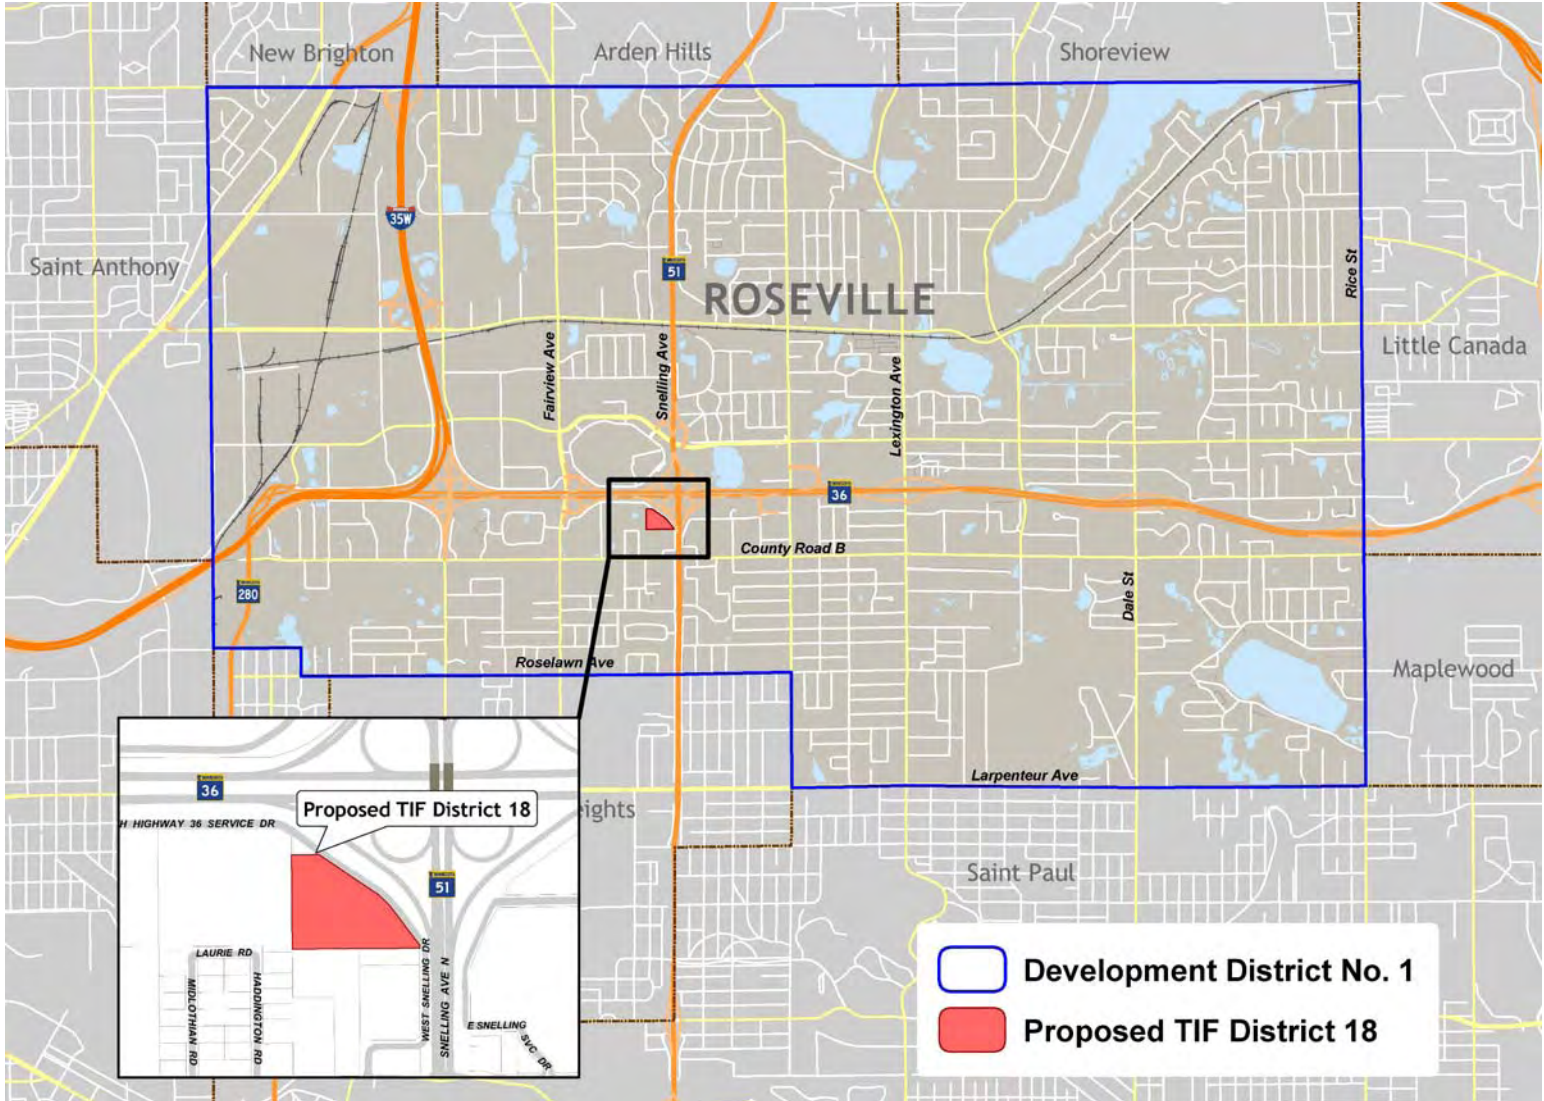 New Brighton
Arden Hills
Shoreview
35W
Saint Anthony
51
ROSEVILLE
Rice St
Fairview Ave
Snelling Ave
Lexington Ave
Little Canada
36
County Road B
280
Dale St
Roselawn Ave
Maplewood
Larpenteur Ave
36
Proposed TIF District 18
H HIGHWAY 36 SERVICE DR
eights
51
Saint Paul
LAURIE RD
MIDLOTHIAN RD
HADDINGTON RD
WEST SNELLING DR
SNELLING AVE N
E SNELLING
SVC DR
Development District No. 1
Proposed TIF District 18